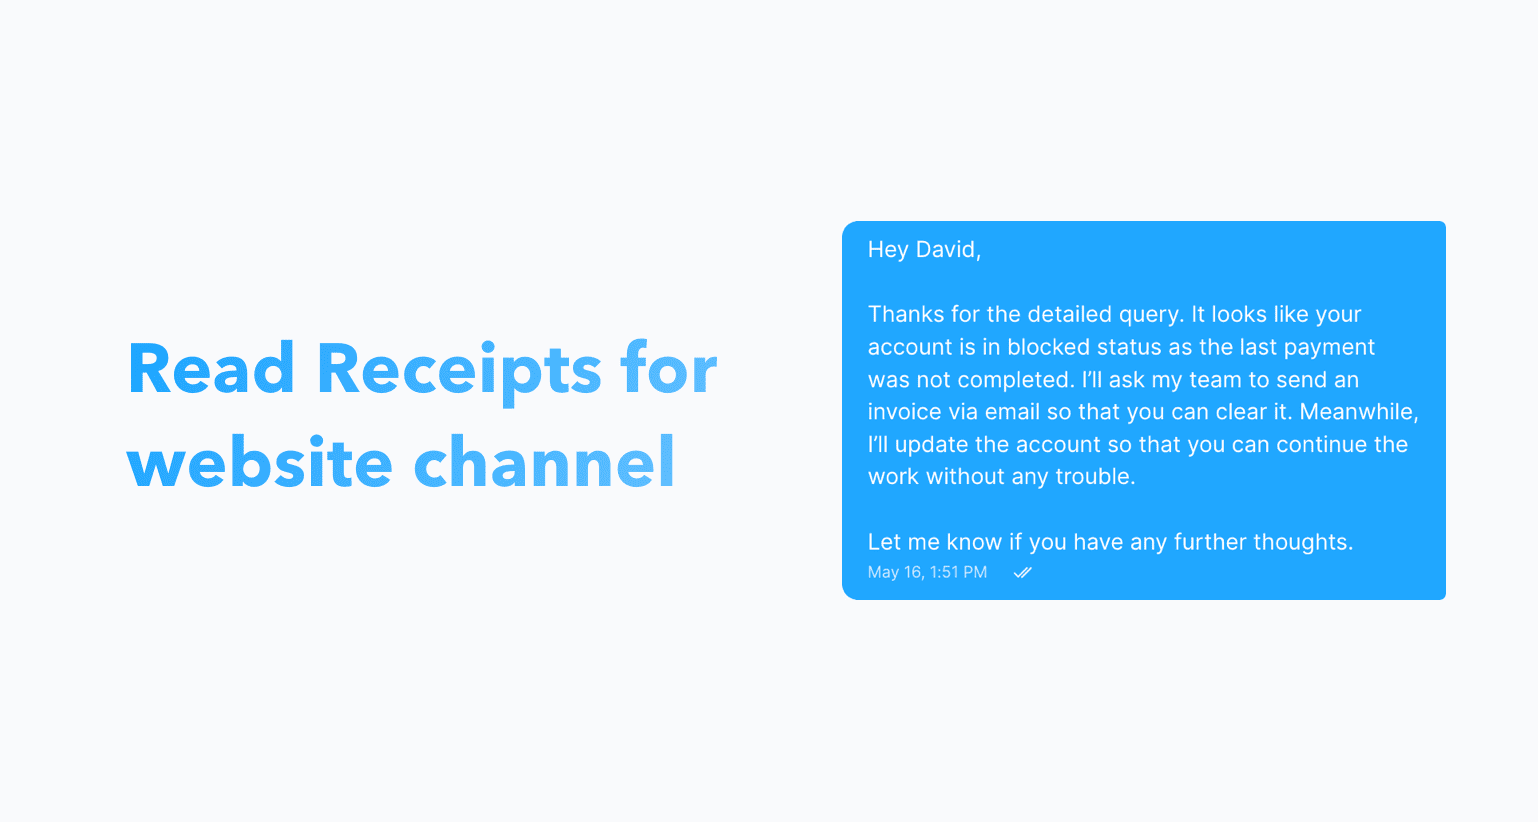 Read Receipts for
website channel
Hey David,
Thanks for the detailed query. It looks like your
account is in blocked status as the last payment
was not completed. I’ll ask my team to send an
invoice via email so that you can clear it. Meanwhile,
I’ll update the account so that you can continue the
work without any trouble.
Let me know if you have any further thoughts.
May 16, 1:51 PM